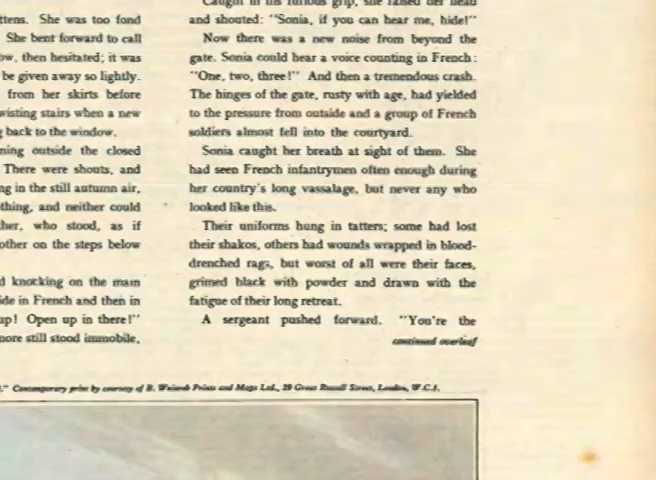 ttens. She was too fond
She bent forward to call
ow, then hesitated; it was
be given away so lightly.
from her skirts before
wisting stairs when a new
back to the window.
ning outside the closed
There were shouts, and
ng in the still autumn air,
thing, and neither could
ther, who stood, as if
other on the steps below
d knocking on the main
ide in French and then in
up! Open up in there!"
more still stood immobile,
Caught in his furious grip, she raised her head
and shouted: "Sonia, if you can hear me, hide!"
Now there was a new noise from beyond the
gate. Sonia could hear a voice counting in French:
"One, two, three!" And then a tremendous crash.
The hinges of the gate, rusty with age, had yielded
to the pressure from outside and a group of French
soldiers almost fell into the courtyard.
Sonia caught her breath at sight of them. She
had seen French infantrymen often enough during
her country's long vassalage, but never any who
looked like this.
Their uniforms hung in tatters; some had lost
their shakos, others had wounds wrapped in blood-
drenched rags, but worst of all were their faces,
grimed black with powder and drawn with the
fatigue of their long retreat.
A sergeant pushed forward. "You're the
continued overleaf
" Contemporary print by courtesy of B. Weinreb Prints and Maps Ltd., 39 Great Russell Street, London, W.C.1.